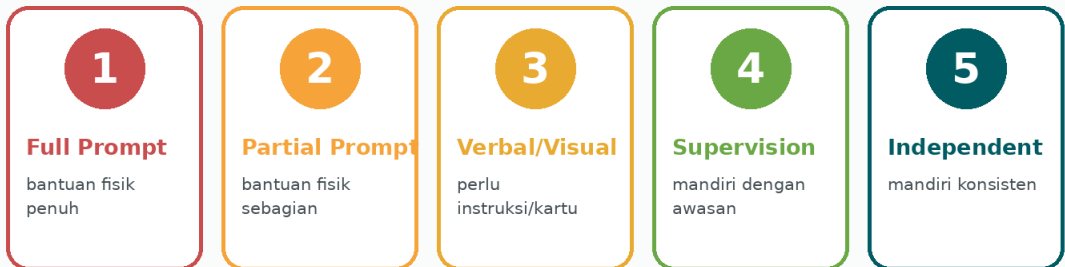 1
Full Prompt
bantuan fisik
penuh
2
Partial Prompt
bantuan fisik
sebagian
3
Verbal/Visual
perlu
instruksi/kartu
4
Supervision
mandiri dengan
awasan
5
Independent
mandiri konsisten